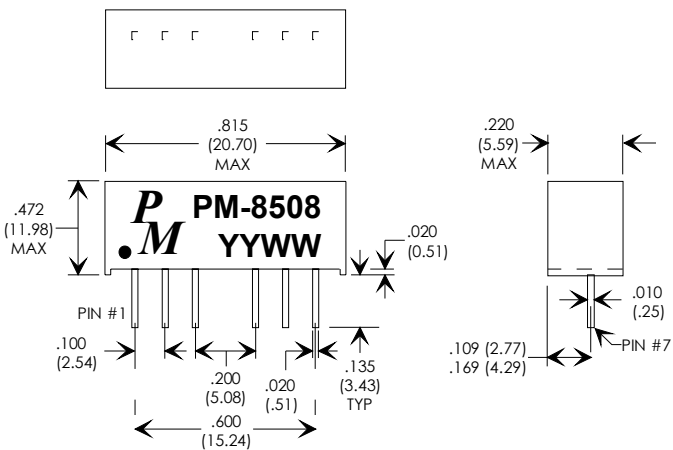 .815
(20.70)
MAX
.220
(5.59)
MAX
.472
(11.98)
MAX
P
M
PM-8508
YYWW
.020
(0.51)
PIN #1
.010
(.25)
PIN #7
.100
(2.54)
.200
(5.08)
.020
(.51)
.135
(3.43)
TYP
.109 (2.77)
.169 (4.29)
.600
(15.24)